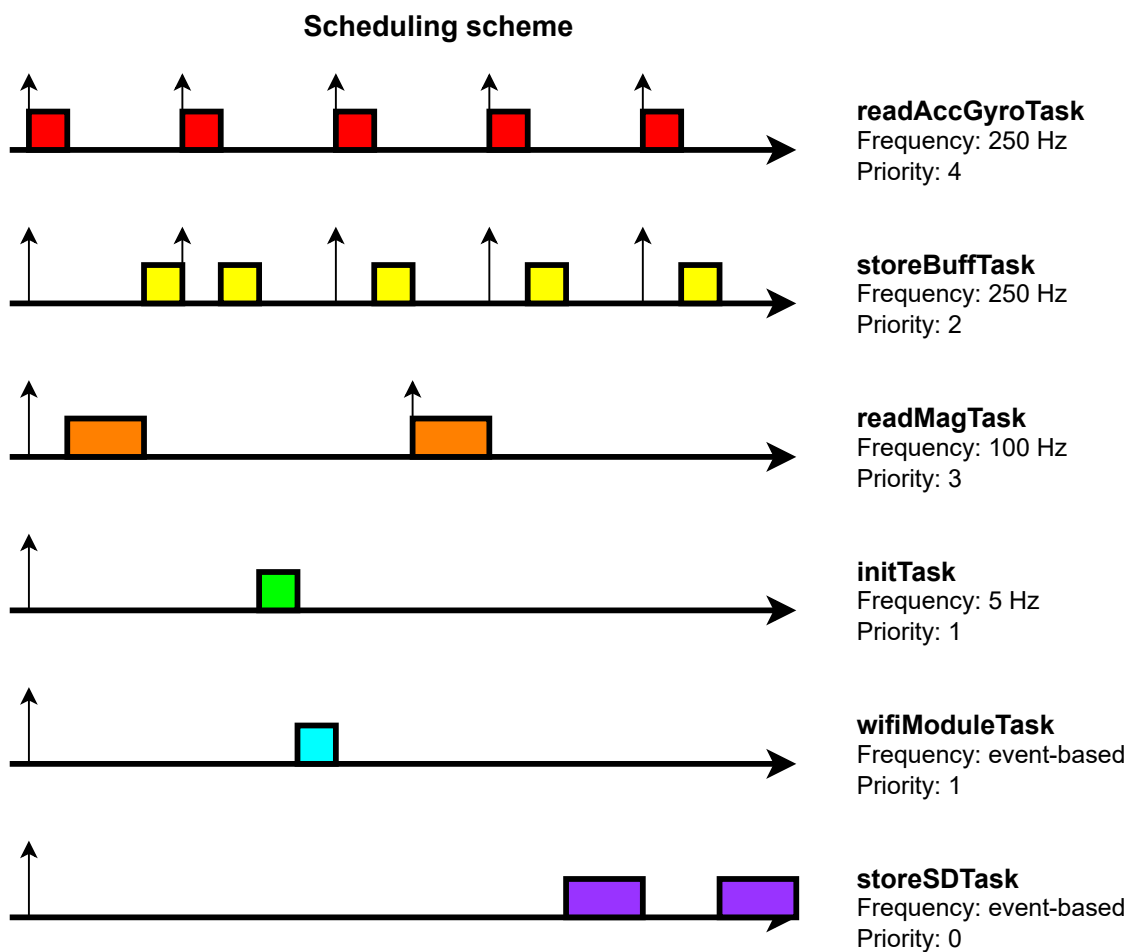 Scheduling scheme
readAccGyroTask
Frequency: 250 Hz
Priority: 4
storeBuffTask
Frequency: 250 Hz
Priority: 2
readMagTask
Frequency: 100 Hz
Priority: 3
initTask
Frequency: 5 Hz
Priority: 1
wifiModuleTask
Frequency: event-based
Priority: 1
storeSDTask
Frequency: event-based
Priority: 0